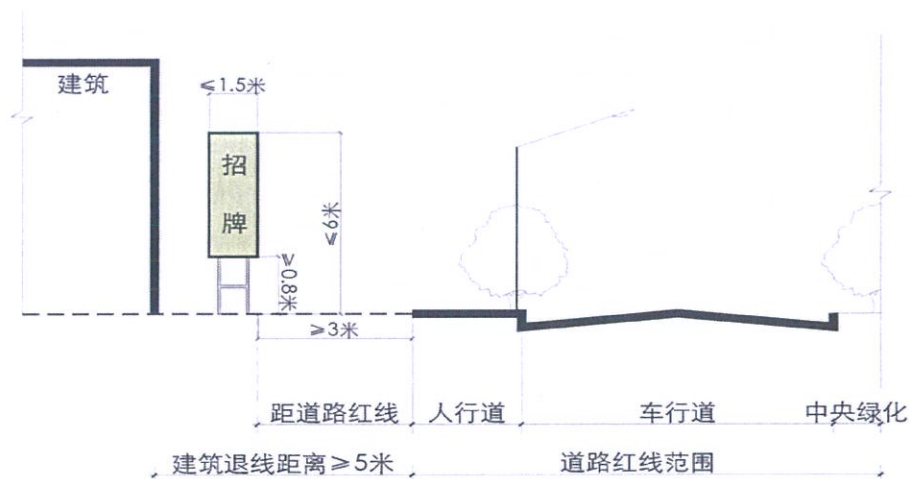 建筑
≤1.5米
招
牌
≤6米
≥0.8米
≥3米
距道路红线
人行道
车行道
中央绿化
建筑退线距离≥5米
道路红线范围